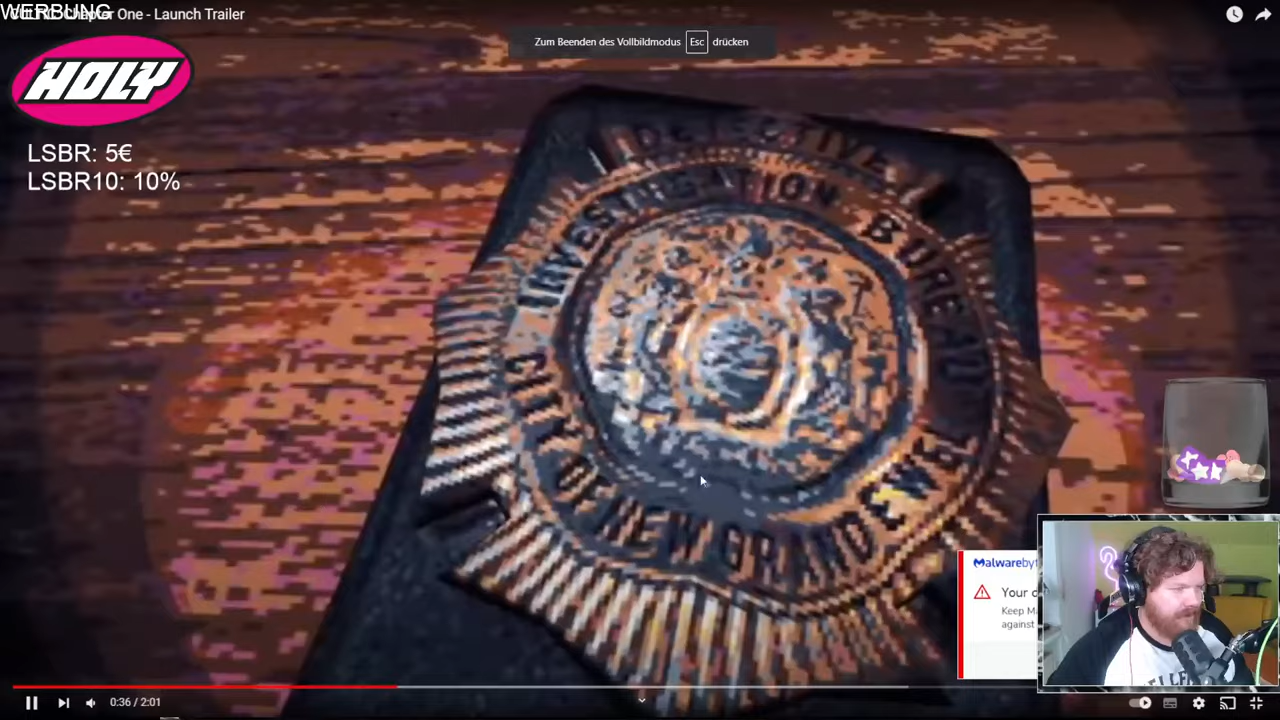 WERBUNG
Chapter One - Launch Trailer
Zum Beenden des Vollbildmodus Esc drücken
HOLY
LSBR: 5€
LSBR10: 10%
DETECTIVE
INVESTIGATION BUREAU
CITY OF NEW GRANDEWEL
Malwareby
Your d
Keep M
against
0:36 / 2:01